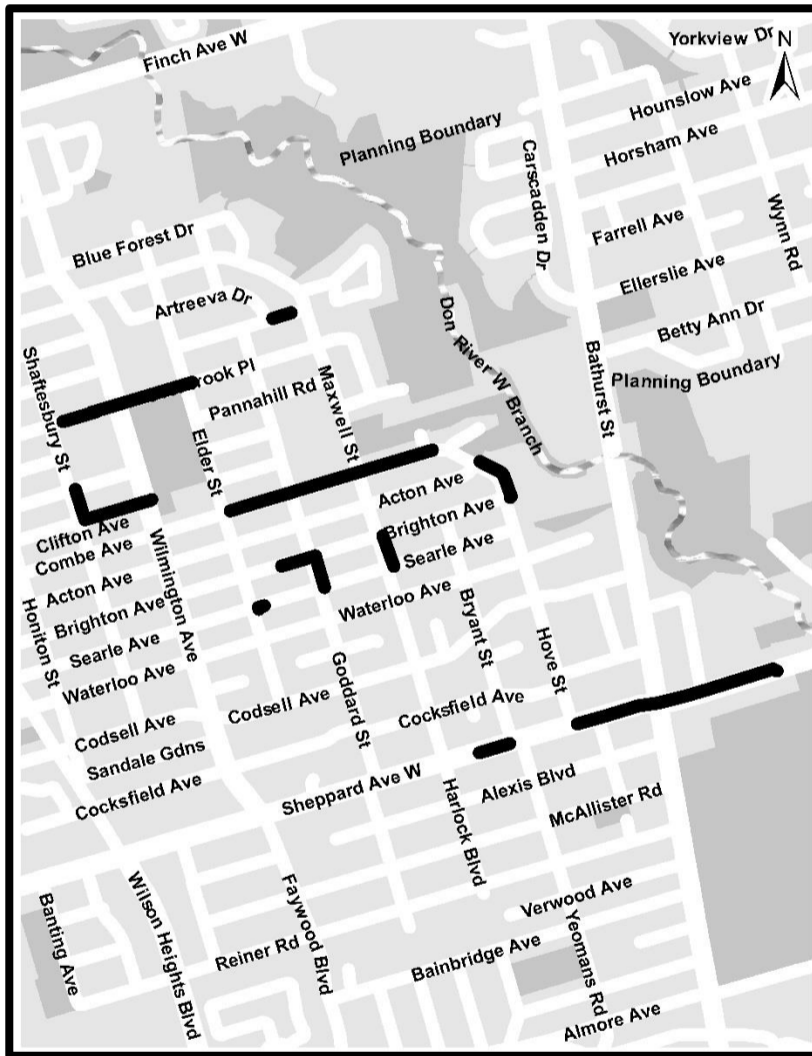 Yorkview Dr
N
Finch Ave W
Hounslow Ave
Planning Boundary
Horsham Ave
Carscadden Dr
Wynn Rd
Farrell Ave
Blue Forest Dr
Ellerslie Ave
Artreeva Dr
Don River W Branch
Betty Ann Dr
Bathurst St
Planning Boundary
Shaftesbury St
rook Pl
Maxwell St
Pannahill Rd
Elder St
Acton Ave
Brighton Ave
Clifton Ave
Combe Ave
Searle Ave
Wilmington Ave
Acton Ave
Waterloo Ave
Honiton St
Brighton Ave
Bryant St
Searle Ave
Hove St
Waterloo Ave
Goddard St
Codsell Ave
Cocksfield Ave
Codsell Ave
Sandale Gdns
Cocksfield Ave
Sheppard Ave W
Alexis Blvd
Harlock Blvd
McAllister Rd
Banting Ave
Wilson Heights Blvd
Faywood Blvd
Verwood Ave
Yeomans Rd
Reiner Rd
Bainbridge Ave
Almore Ave